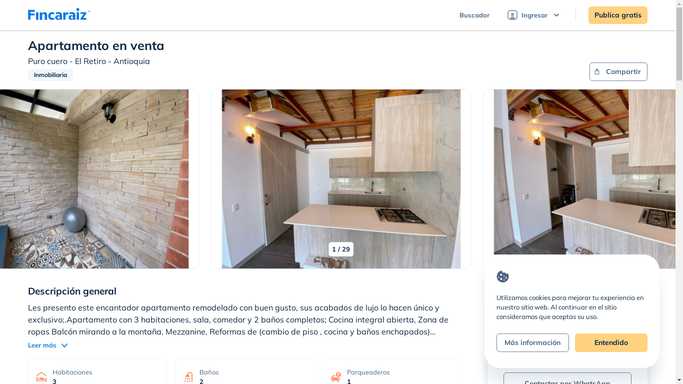 Fincaraiz
Buscador
Ingresar
Publica gratis
Apartamento en venta
Puro cuero - El Retiro - Antioquia
Inmobiliaria
Compartir
1 / 29
Descripción general
Les presento este encantador apartamento remodelado con buen gusto, sus acabados de lujo lo hacen único y
exclusivo;.Apartamento con 3 habitaciones, sala, comedor y 2 baños completos; Cocina integral abierta, Zona de
ropas Balcón mirando a la montaña, Mezzanine, Reformas de (cambio de piso , cocina y baños enchapados)...
Leer más
Habitaciones
3
Baños
2
Parqueaderos
1
Utilizamos cookies para mejorar tu experiencia en
nuestro sitio web. Al continuar en el sitio
consideramos que aceptas su uso.
Más información
Entendido
Contactar por WhatsApp